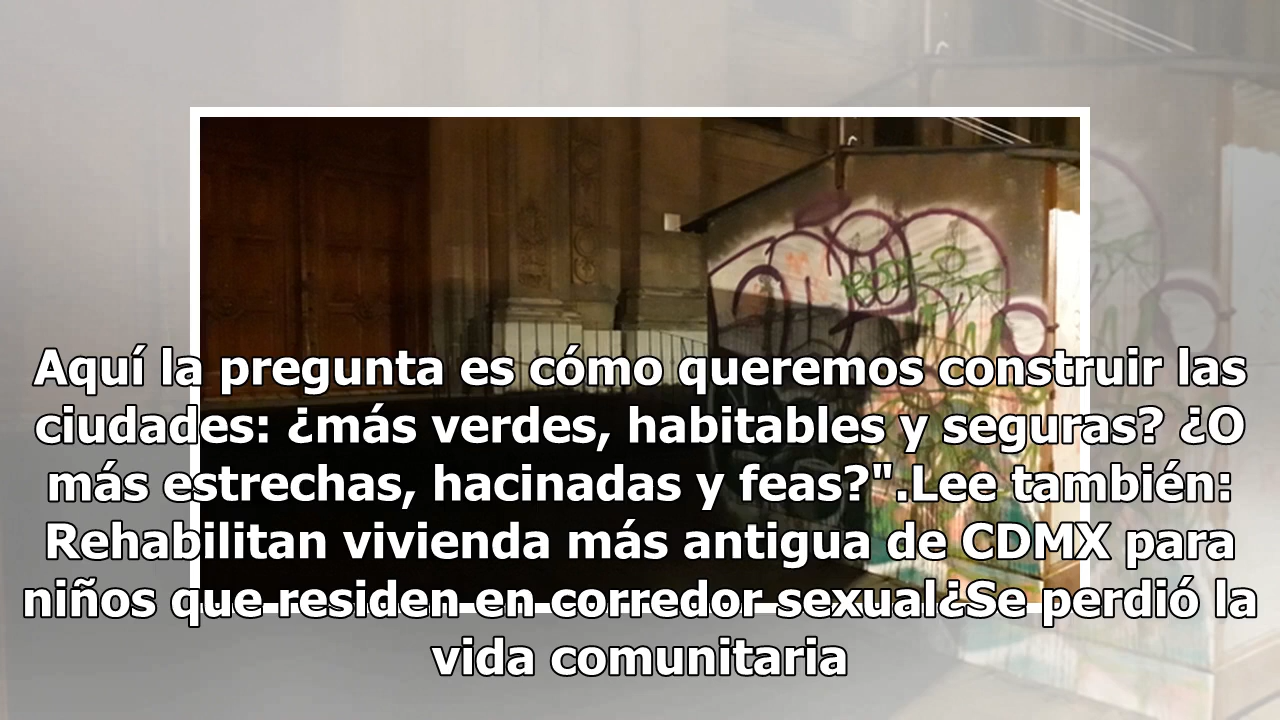 Aquí la pregunta es cómo queremos construir las
ciudades: ¿más verdes, habitables y seguras? ¿O
más estrechas, hacinadas y feas?".Lee también:
Rehabilitan vivienda más antigua de CDMX para
niños que residen en corredor sexual¿Se perdió la
vida comunitaria